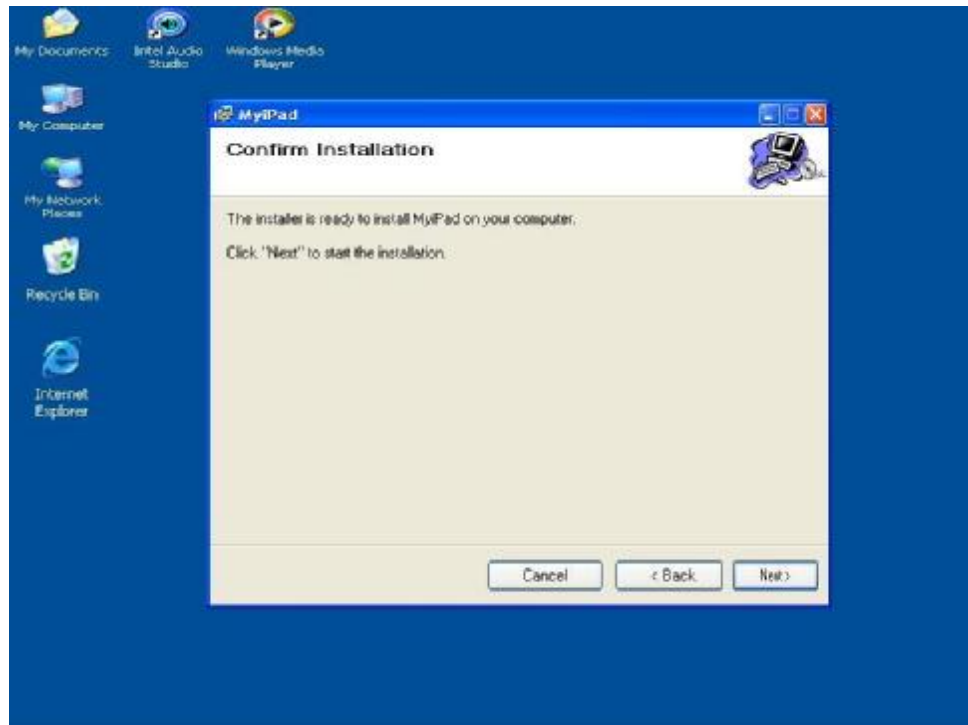 My Documents
Intel Audio
Studio
Windows Media
Player
My Computer
My Network
Places
Recycle Bin
Internet
Explorer
MyiPad
Confirm Installation
The installer is ready to install MyiPad on your computer.
Click "Next" to start the installation.
Cancel
< Back
Next >